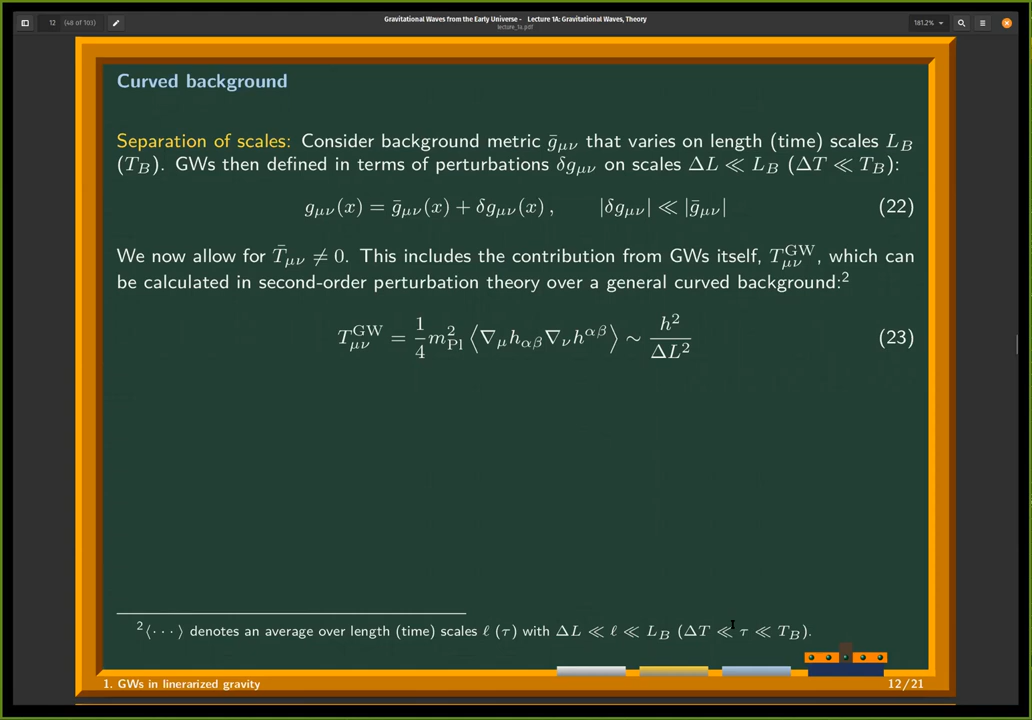 12 (48 of 103)
Gravitational Waves from the Early Universe - Lecture 1A: Gravitational Waves, Theory
lecture_1a.pdf
181.2%
Curved background
Separation of scales: Consider background metric ḡ_μν that varies on length (time) scales L_B
(T_B). GWs then defined in terms of perturbations δg_μν on scales ΔL ≪ L_B (ΔT ≪ T_B):
g_μν(x) = ḡ_μν(x) + δg_μν(x) ,   |δg_μν| ≪ |ḡ_μν|   (22)
We now allow for T̄_μν ≠ 0. This includes the contribution from GWs itself, T^GW_μν, which can
be calculated in second-order perturbation theory over a general curved background:²
T^GW_μν = 1/4 m²_Pl ⟨∇_μ h_αβ ∇_ν h^αβ⟩ ∼ h²/ΔL²   (23)
²⟨···⟩ denotes an average over length (time) scales ℓ (τ) with ΔL ≪ ℓ ≪ L_B (ΔT ≪ τ ≪ T_B).
1. GWs in linerarized gravity
12/21